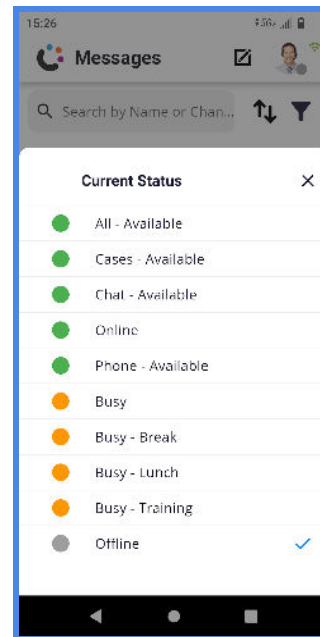 15:26
Messages
Search by Name or Chan...
Current Status
All - Available
Cases - Available
Chat - Available
Online
Phone - Available
Busy
Busy - Break
Busy - Lunch
Busy - Training
Offline